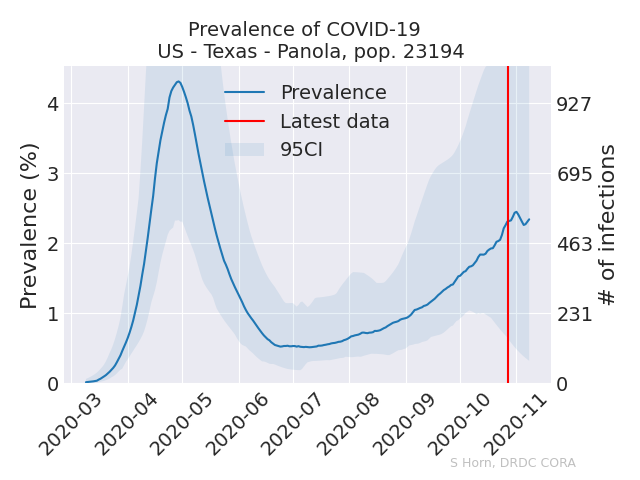 Prevalence of COVID-19
US - Texas - Panola, pop. 23194
Prevalence
Latest data
95CI
Prevalence (%)
4
3
2
1
0
927
695
463
231
0
# of infections
2020-03
2020-04
2020-05
2020-06
2020-07
2020-08
2020-09
2020-10
2020-11
S Horn, DRDC CORA